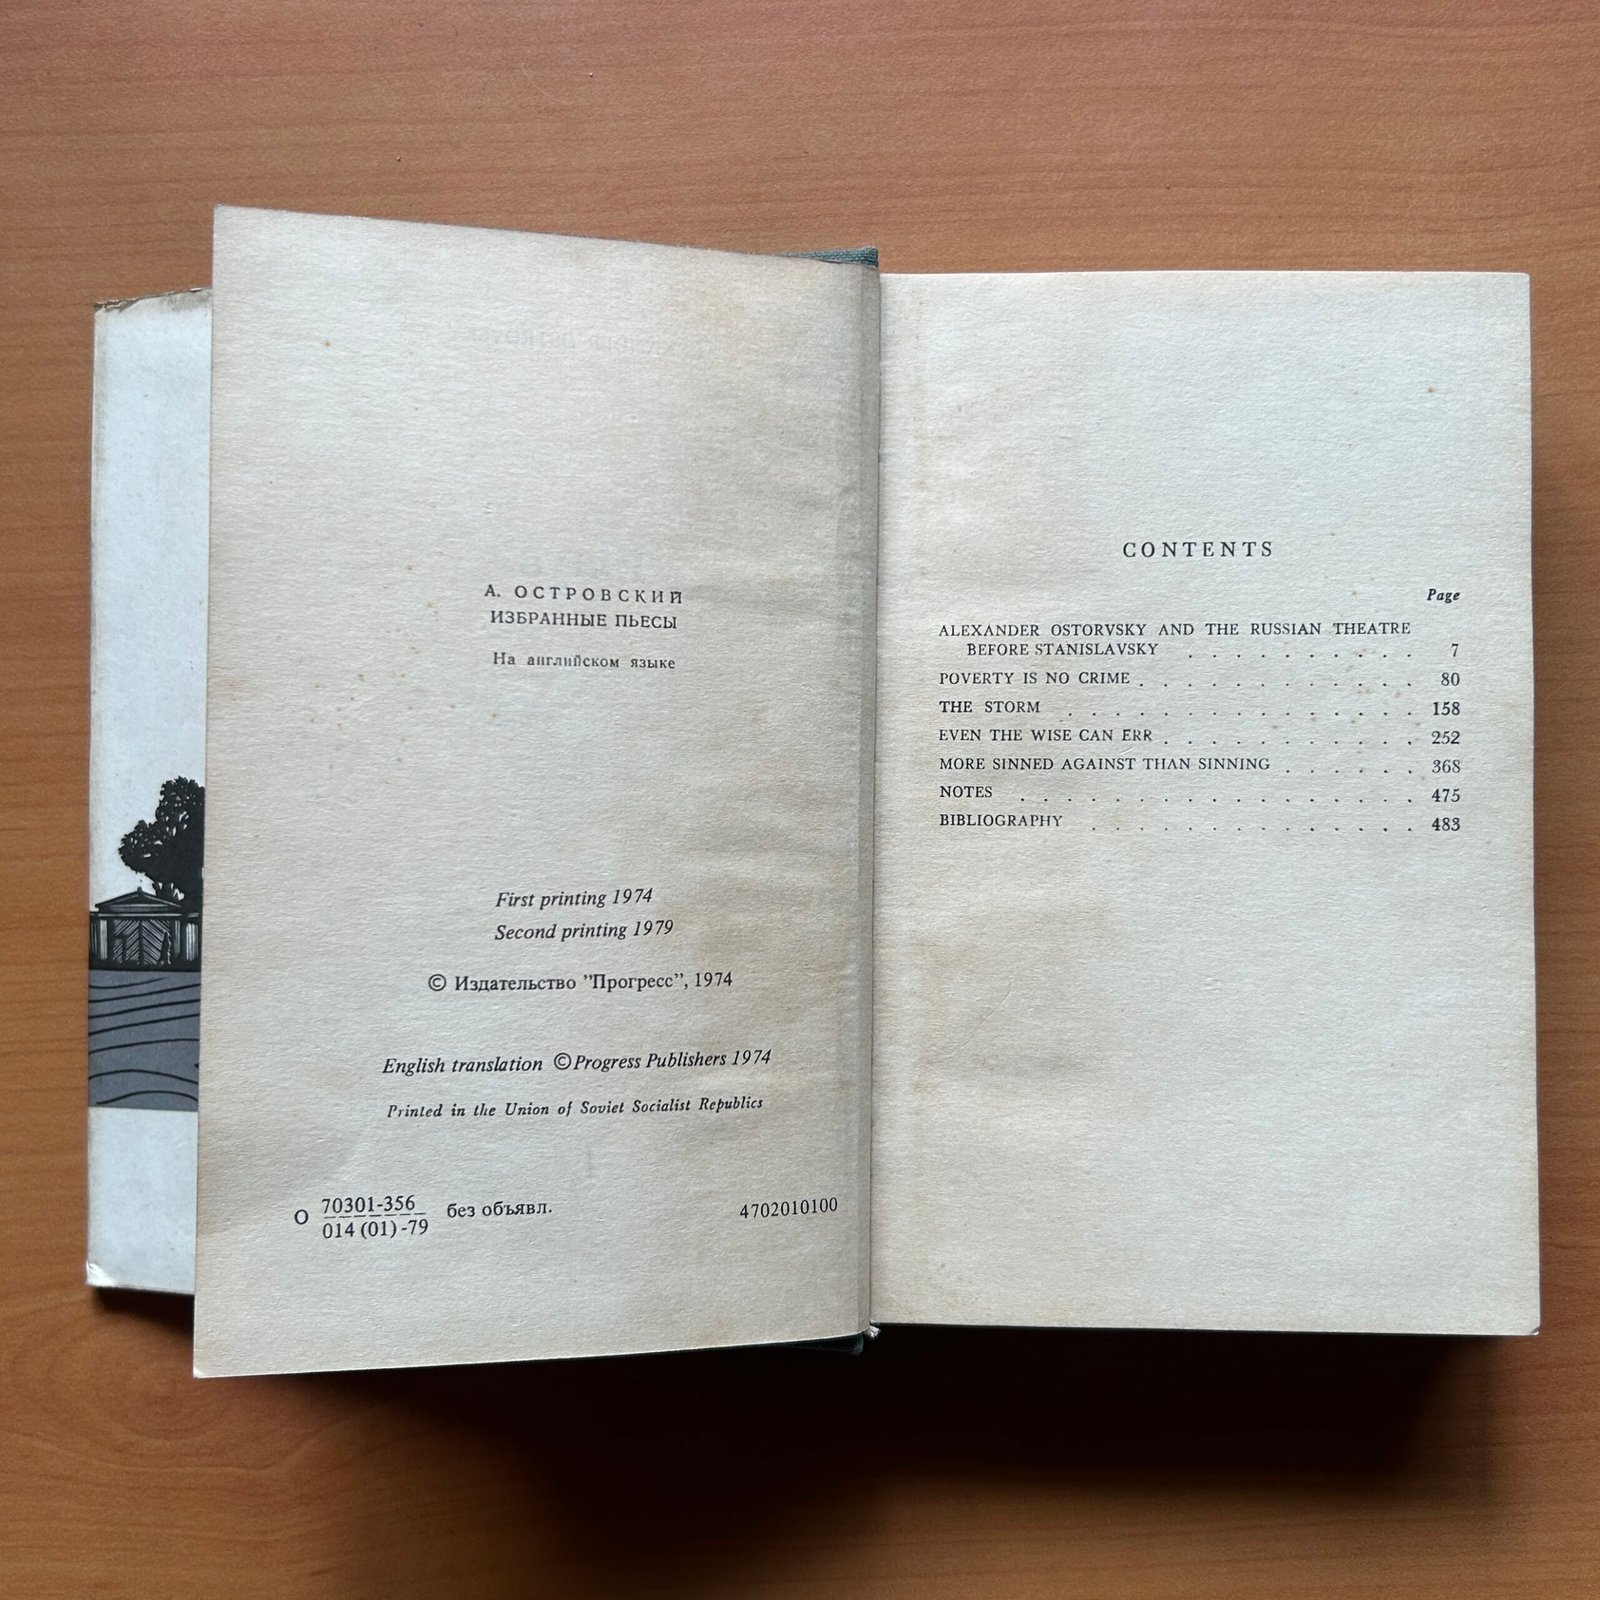 А. ОСТРОВСКИЙ
ИЗБРАННЫЕ ПЬЕСЫ
На английском языке
First printing 1974
Second printing 1979
© Издательство "Прогресс", 1974
English translation © Progress Publishers 1974
Printed in the Union of Soviet Socialist Republics
О 70301-356 без объявл. 4702010100
014 (01) -79
CONTENTS
Page
ALEXANDER OSTORVSKY AND THE RUSSIAN THEATRE
BEFORE STANISLAVSKY . . . . . . . . . . 7
POVERTY IS NO CRIME . . . . . . . . . . . . 80
THE STORM . . . . . . . . . . . . . . . 158
EVEN THE WISE CAN ERR . . . . . . . . . . . 252
MORE SINNED AGAINST THAN SINNING . . . . . . 368
NOTES . . . . . . . . . . . . . . . . . 475
BIBLIOGRAPHY . . . . . . . . . . . . . . 483